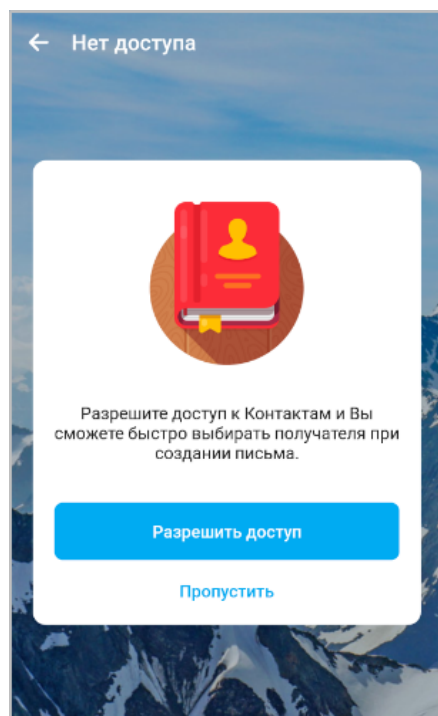 Нет доступа
Разрешите доступ к Контактам и Вы
сможете быстро выбирать получателя при
создании письма.
Разрешить доступ
Пропустить